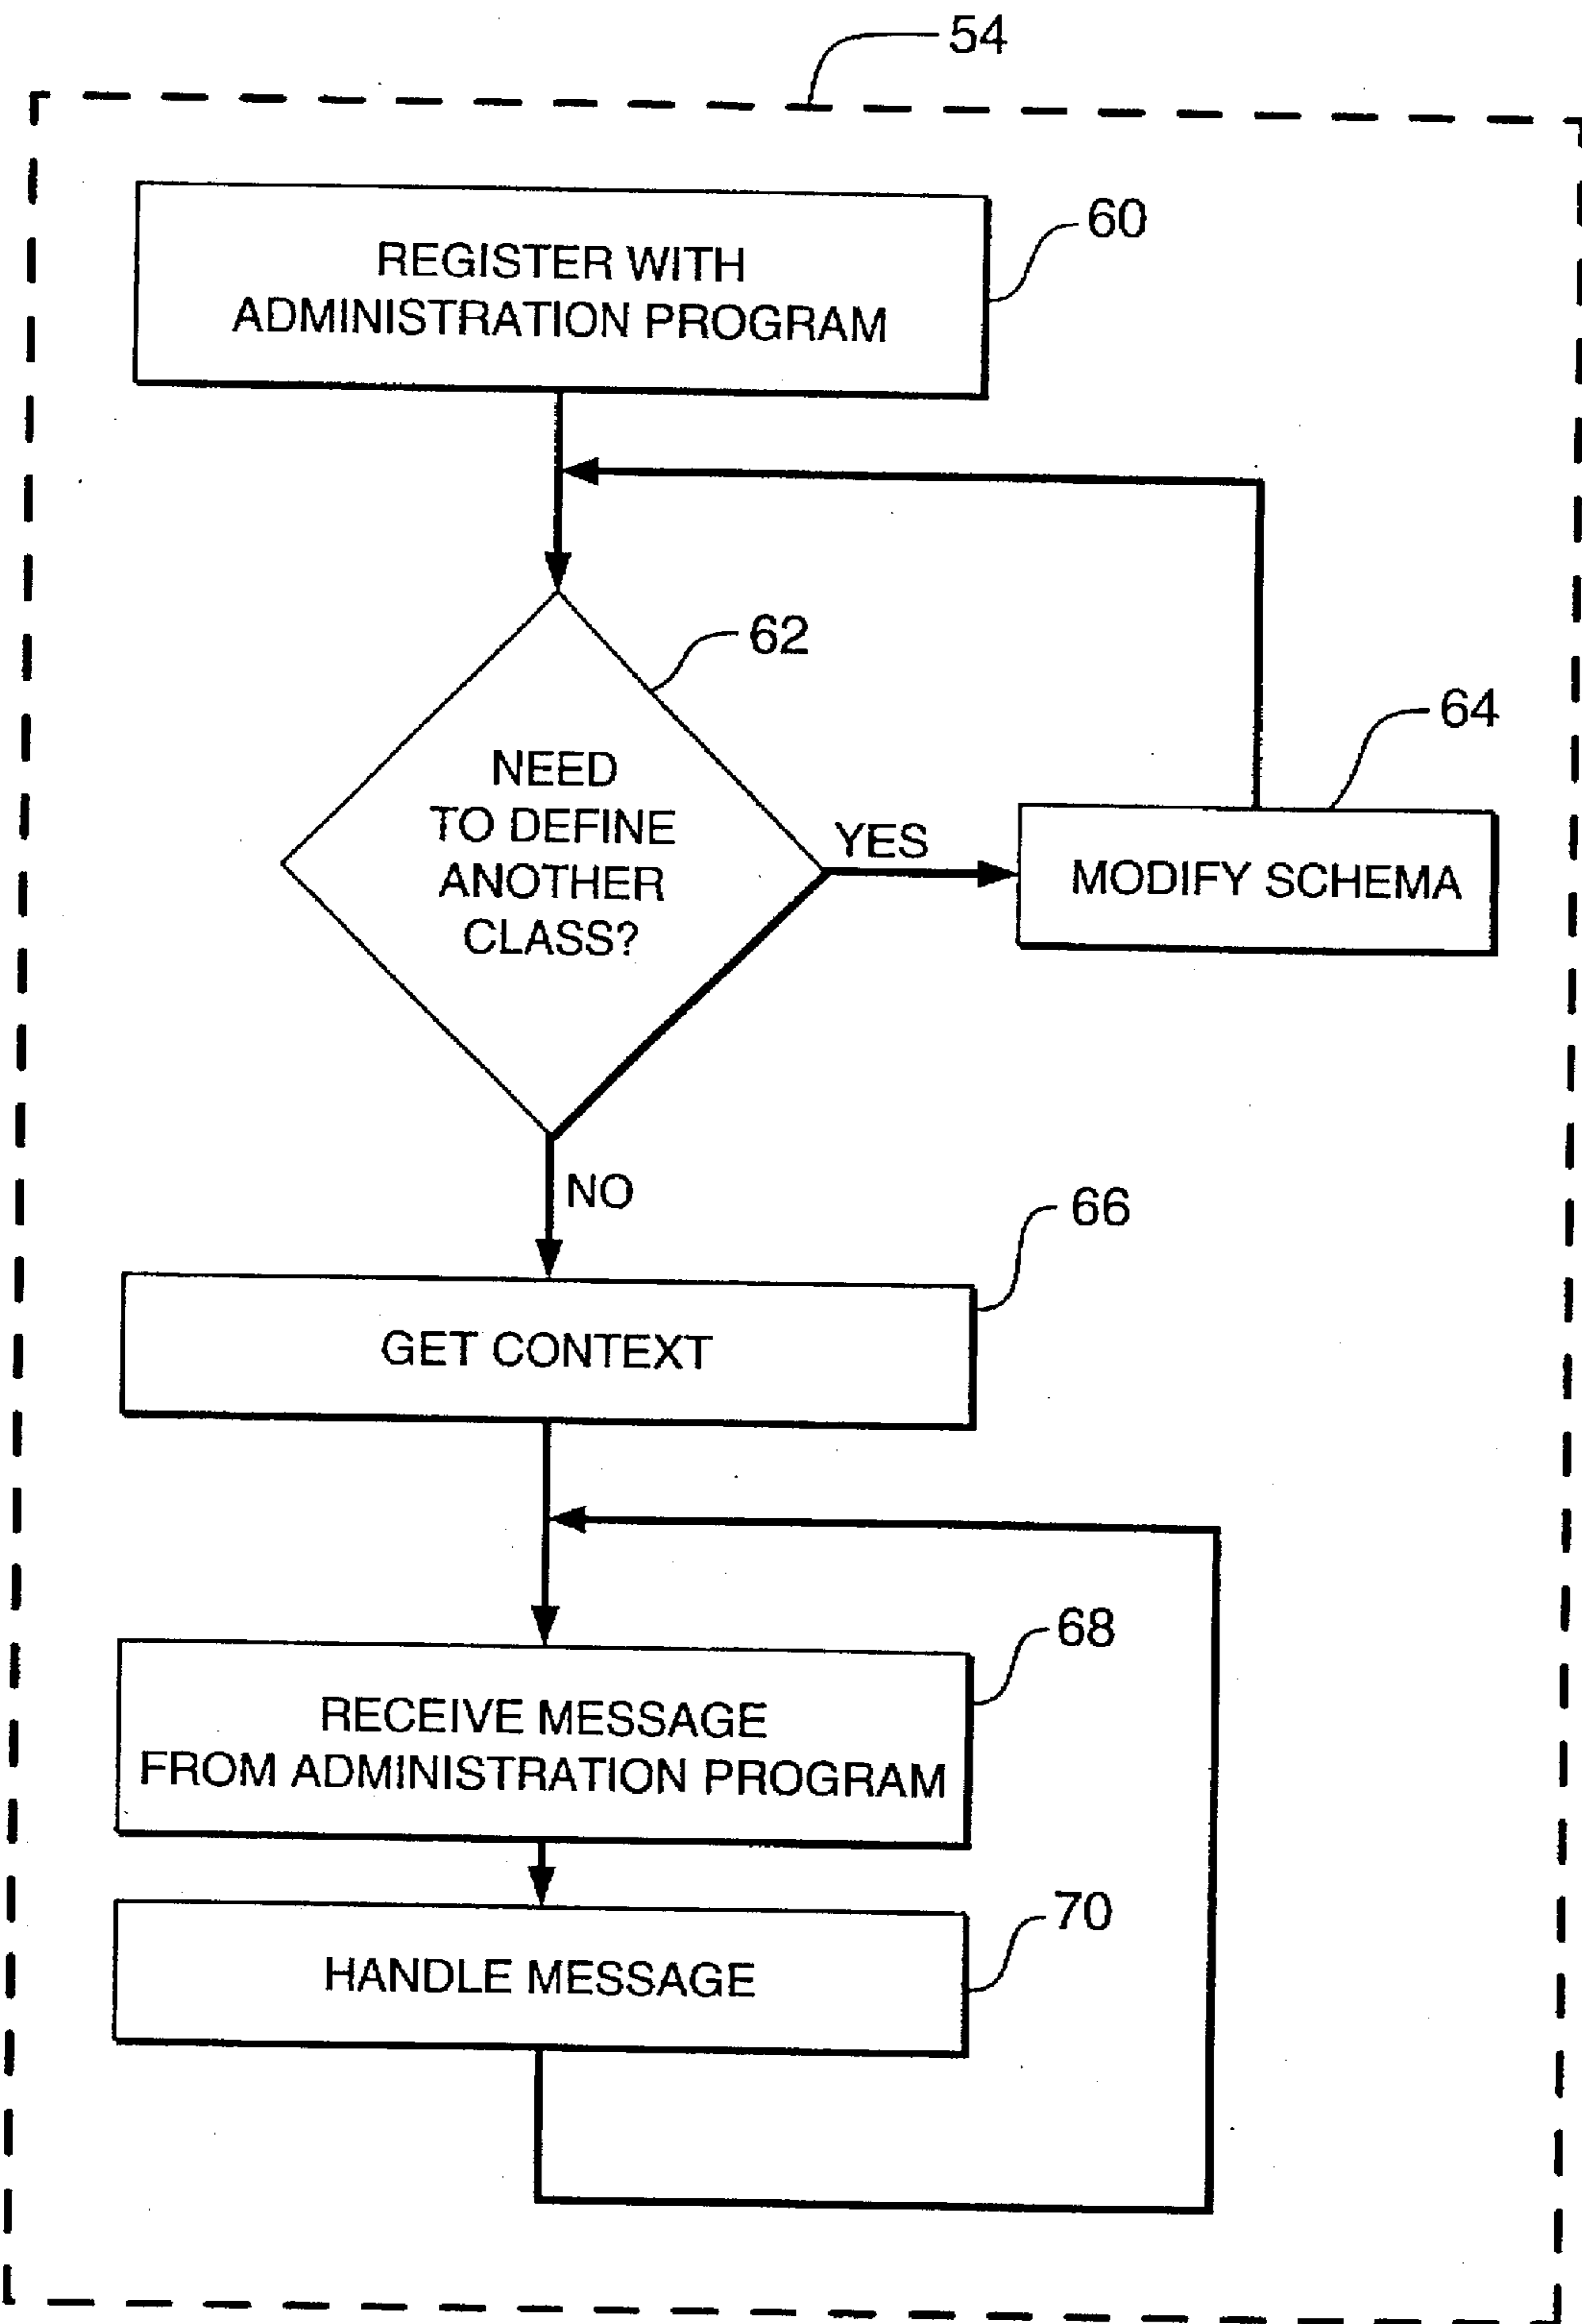 54
REGISTER WITH
ADMINISTRATION PROGRAM
60
62
NEED
TO DEFINE
ANOTHER
CLASS?
YES
64
MODIFY SCHEMA
NO
66
GET CONTEXT
68
RECEIVE MESSAGE
FROM ADMINISTRATION PROGRAM
70
HANDLE MESSAGE